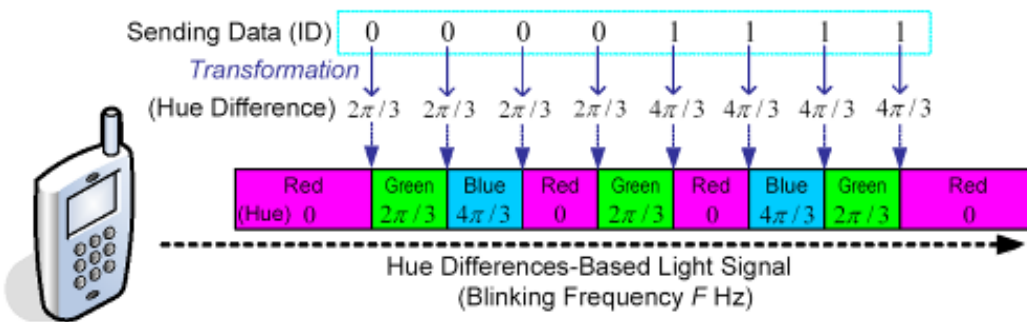 Sending Data (ID) 0 0 0 0 1 1 1 1
Transformation
(Hue Difference) 2π/3 2π/3 2π/3 2π/3 4π/3 4π/3 4π/3 4π/3
Red Green Blue Red Green Red Blue Green Red
(Hue) 0 2π/3 4π/3 0 2π/3 0 4π/3 2π/3 0
Hue Differences-Based Light Signal
(Blinking Frequency F Hz)